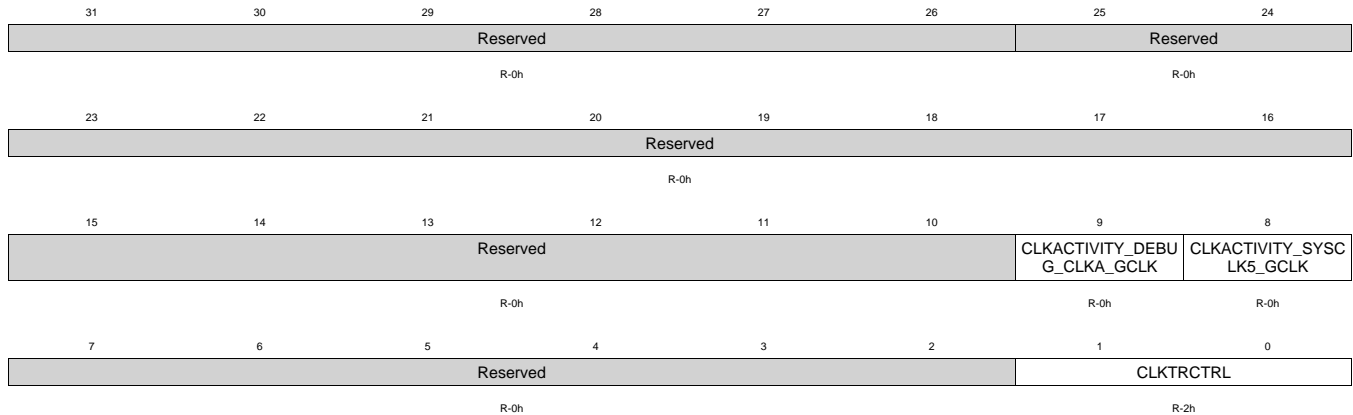 31 30 29 28 27 26 25 24
Reserved Reserved
R-0h R-0h
23 22 21 20 19 18 17 16
Reserved
R-0h
15 14 13 12 11 10 9 8
Reserved CLKACTIVITY_DEBU CLKACTIVITY_SYSC
G_CLKA_GCLK LK5_GCLK
R-0h R-0h R-0h
7 6 5 4 3 2 1 0
Reserved CLKTRCTRL
R-0h R-2h